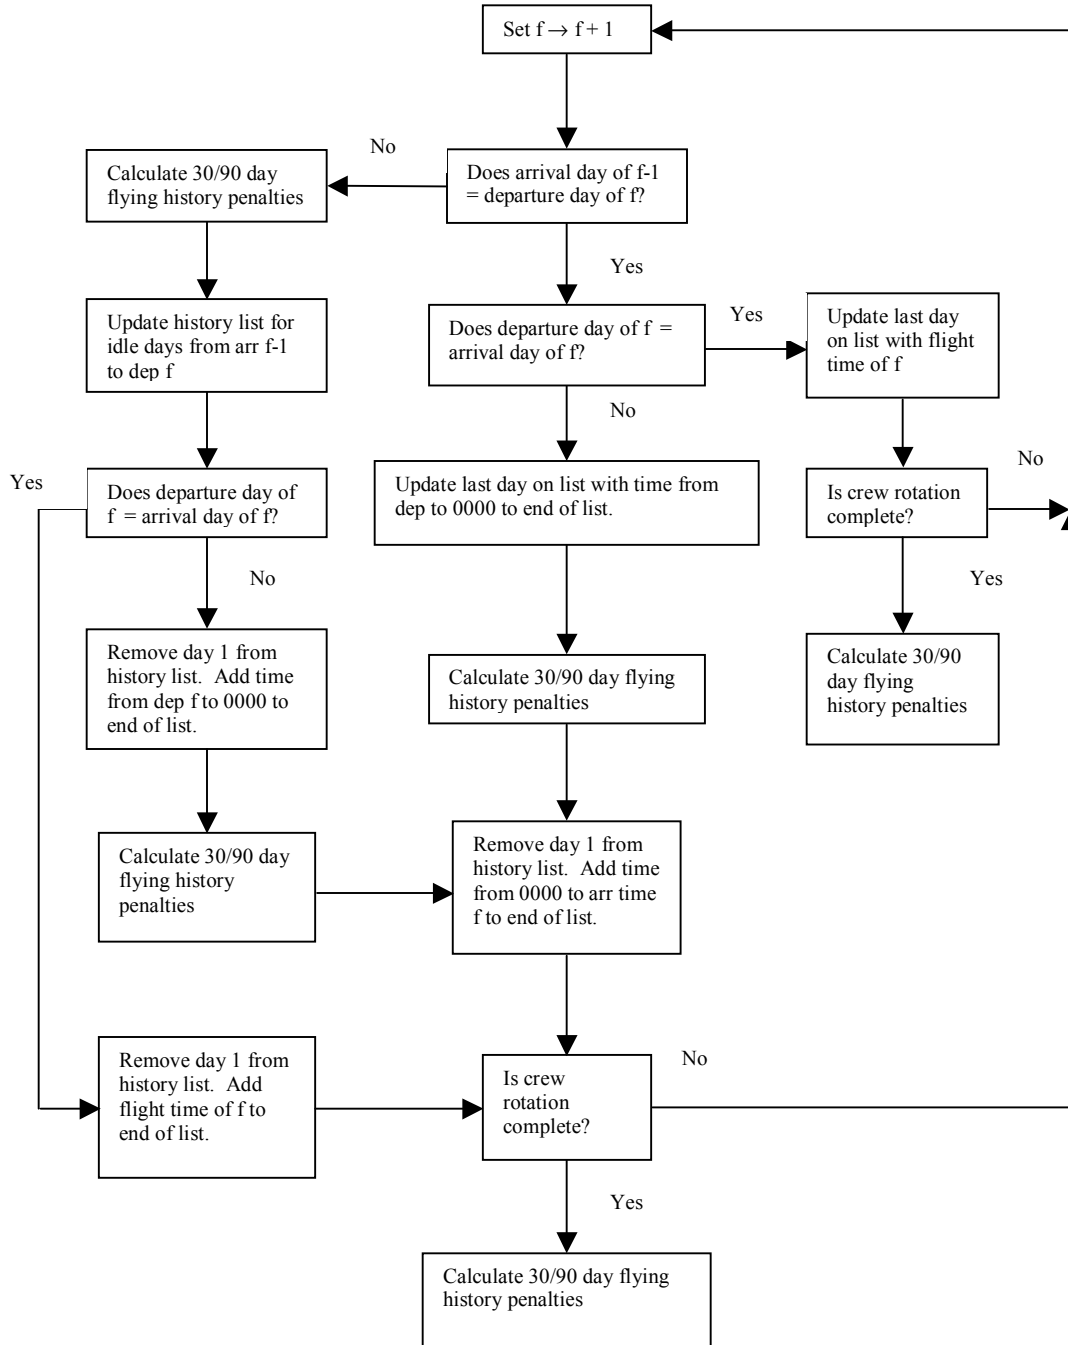 Set f → f + 1
No
Calculate 30/90 day
flying history penalties
Does arrival day of f-1
= departure day of f?
Yes
Update history list for
idle days from arr f-1
to dep f
Does departure day of f =
arrival day of f?
Yes
Update last day
on list with flight
time of f
No
Yes
Does departure day of
f = arrival day of f?
Update last day on list with time from
dep to 0000 to end of list.
Is crew rotation
complete?
No
No
Yes
Remove day 1 from
history list. Add time
from dep f to 0000 to
end of list.
Calculate 30/90 day flying
history penalties
Calculate 30/90
day flying
history penalties
Calculate 30/90 day
flying history
penalties
Remove day 1 from
history list. Add time
from 0000 to arr time
f to end of list.
Remove day 1 from
history list. Add
flight time of f to
end of list.
Is crew
rotation
complete?
No
Yes
Calculate 30/90 day flying
history penalties